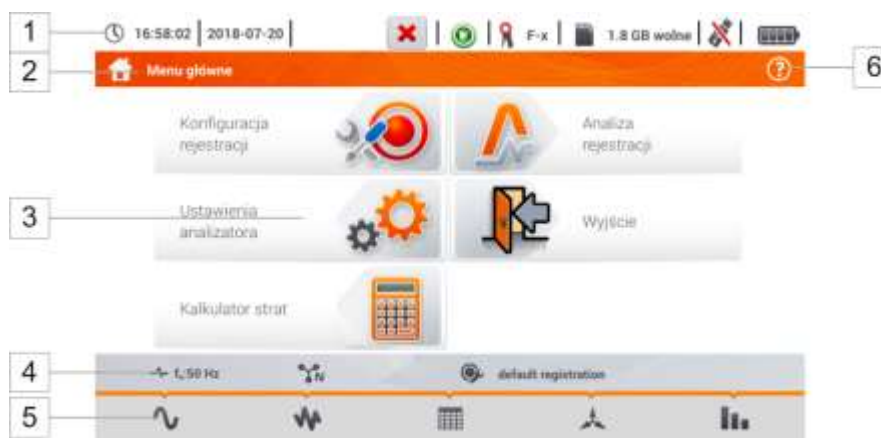 1 16:58:02 2018-07-20 F-x 1.8 GB wolne
2 Menu główne ? 6
Konfiguracja
rejestracji
Analiza
rejestracji
3 Ustawienia
analizatora
Wyjście
Kalkulator strat
4 fₙ:50 Hz N default registration
5